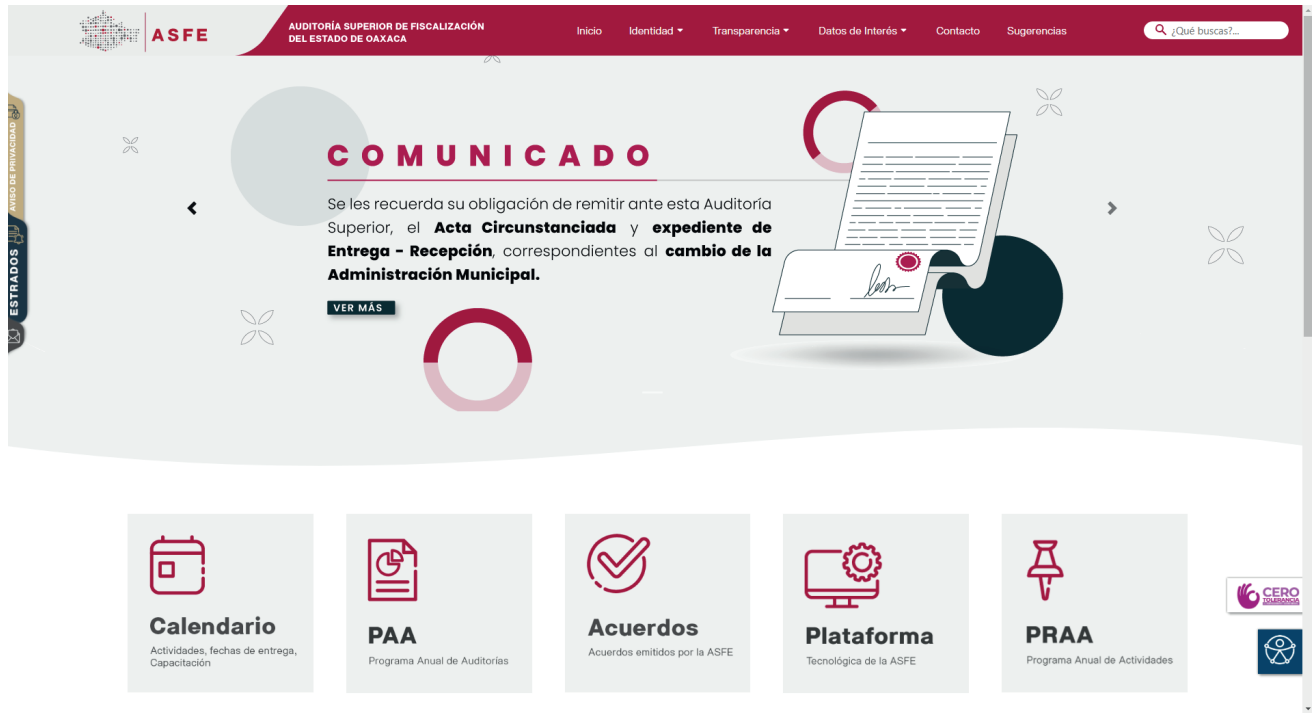 ASFE
AUDITORÍA SUPERIOR DE FISCALIZACIÓN
DEL ESTADO DE OAXACA
Inicio
Identidad
Transparencia
Datos de Interés
Contacto
Sugerencias
¿Qué buscas?...
AVISO DE PRIVACIDAD
ESTRADOS
COMUNICADO
Se les recuerda su obligación de remitir ante esta Auditoría
Superior, el Acta Circunstanciada y expediente de
Entrega - Recepción, correspondientes al cambio de la
Administración Municipal.
VER MÁS
Calendario
Actividades, fechas de entrega,
Capacitación
PAA
Programa Anual de Auditorías
Acuerdos
Acuerdos emitidos por la ASFE
Plataforma
Tecnológica de la ASFE
PRAA
Programa Anual de Actividades
CERO
TOLERANCIA